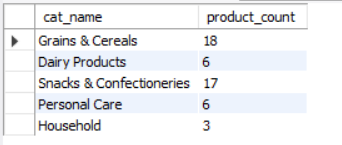 cat_name product_count
Grains & Cereals 18
Dairy Products 6
Snacks & Confectioneries 17
Personal Care 6
Household 3